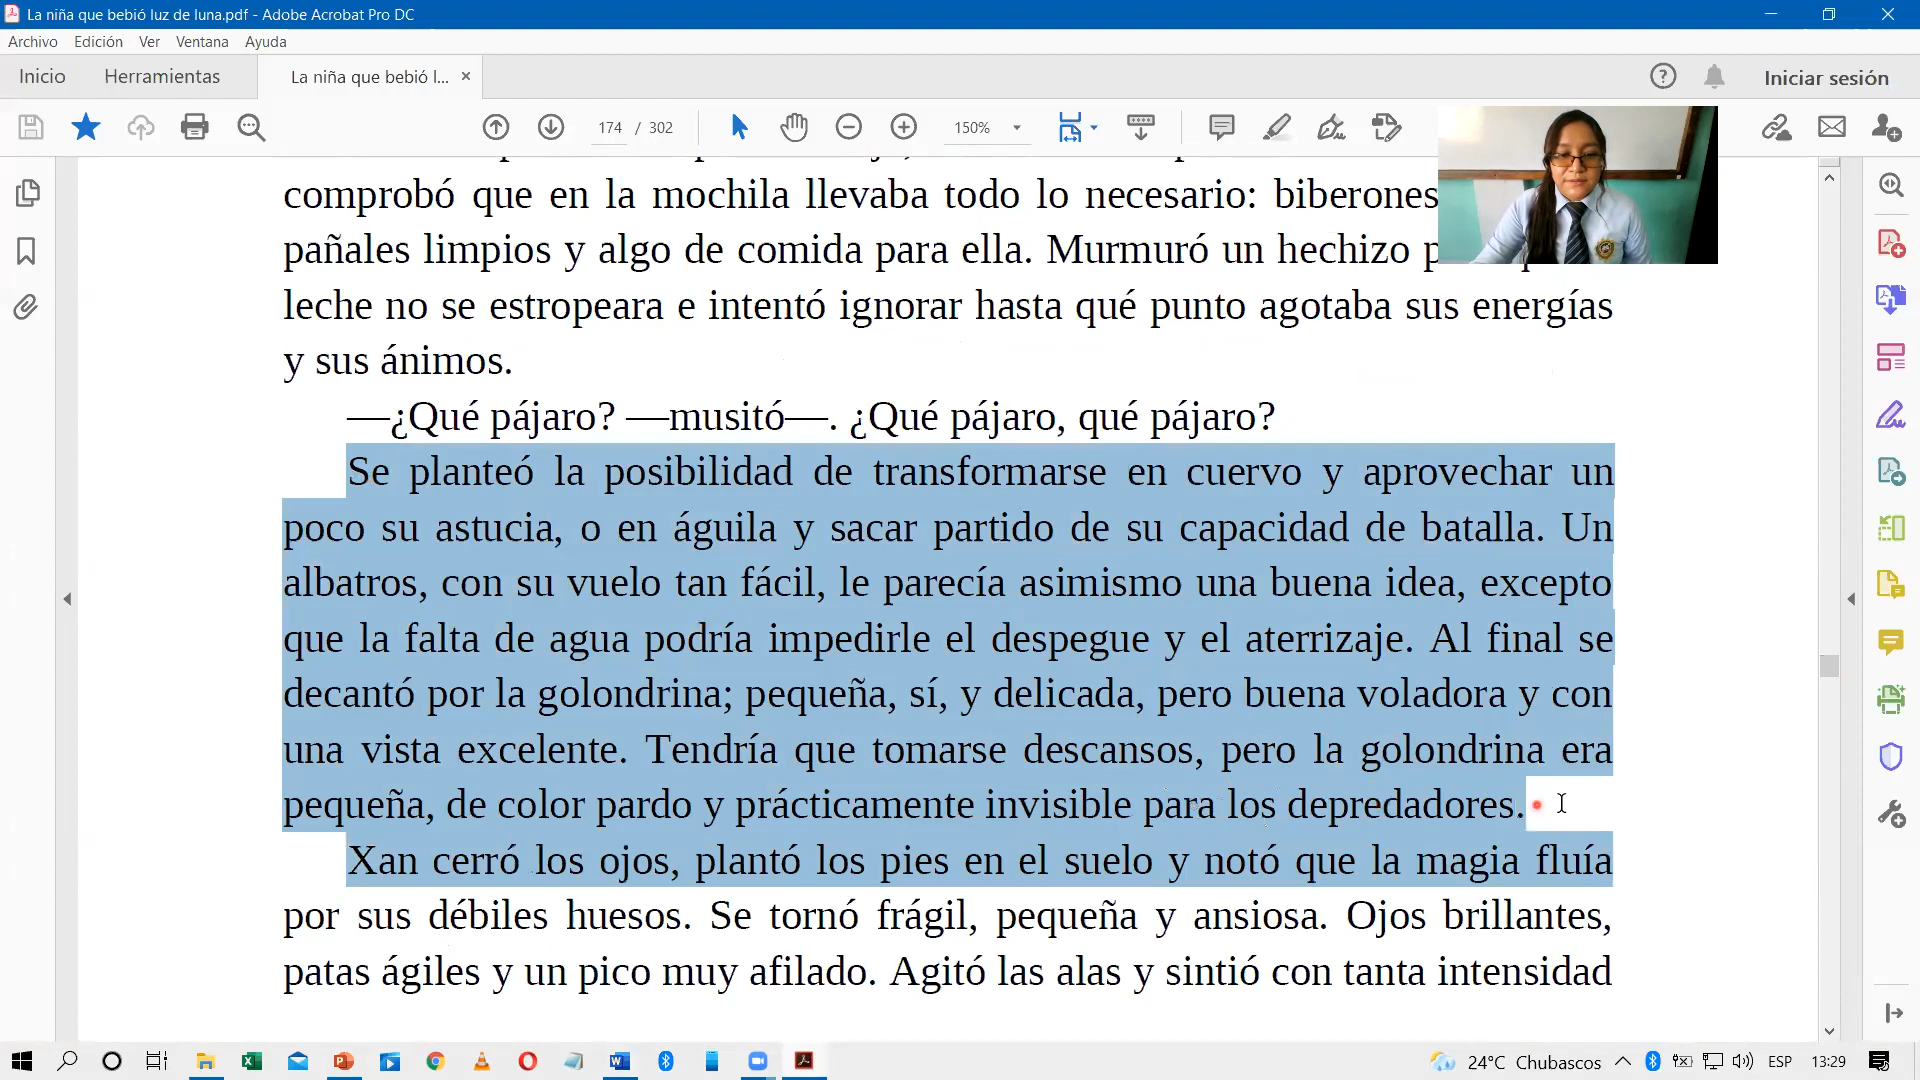 La niña que bebió luz de luna.pdf - Adobe Acrobat Pro DC
Archivo Edición Ver Ventana Ayuda
Inicio Herramientas La niña que bebió l... Iniciar sesión
174 / 302 150%
comprobó que en la mochila llevaba todo lo necesario: biberones
pañales limpios y algo de comida para ella. Murmuró un hechizo
leche no se estropeara e intentó ignorar hasta qué punto agotaba sus energías
y sus ánimos.
—¿Qué pájaro? —musitó—. ¿Qué pájaro, qué pájaro?
Se planteó la posibilidad de transformarse en cuervo y aprovechar un
poco su astucia, o en águila y sacar partido de su capacidad de batalla. Un
albatros, con su vuelo tan fácil, le parecía asimismo una buena idea, excepto
que la falta de agua podría impedirle el despegue y el aterrizaje. Al final se
decantó por la golondrina; pequeña, sí, y delicada, pero buena voladora y con
una vista excelente. Tendría que tomarse descansos, pero la golondrina era
pequeña, de color pardo y prácticamente invisible para los depredadores.
Xan cerró los ojos, plantó los pies en el suelo y notó que la magia fluía
por sus débiles huesos. Se tornó frágil, pequeña y ansiosa. Ojos brillantes,
patas ágiles y un pico muy afilado. Agitó las alas y sintió con tanta intensidad
24°C Chubascos ESP 13:29